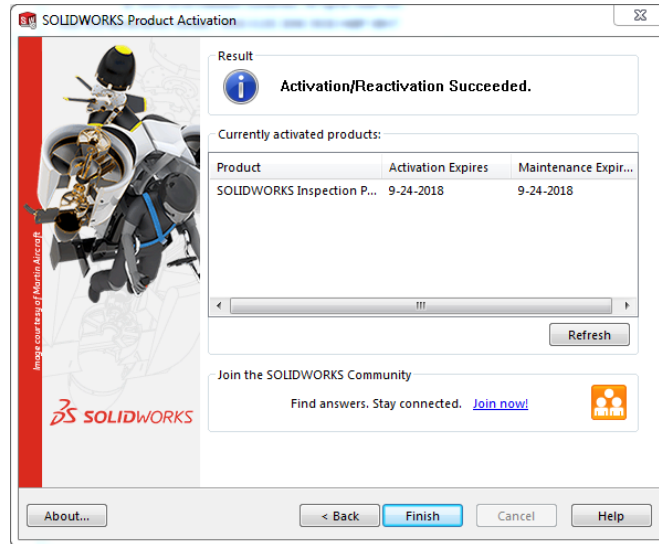 SOLIDWORKS Product Activation
Result
Activation/Reactivation Succeeded.
Currently activated products:
Product Activation Expires Maintenance Expir...
SOLIDWORKS Inspection P... 9-24-2018 9-24-2018
Refresh
Join the SOLIDWORKS Community
Find answers. Stay connected. Join now!
Image courtesy of Martin Aircraft
SOLIDWORKS
About... < Back Finish Cancel Help